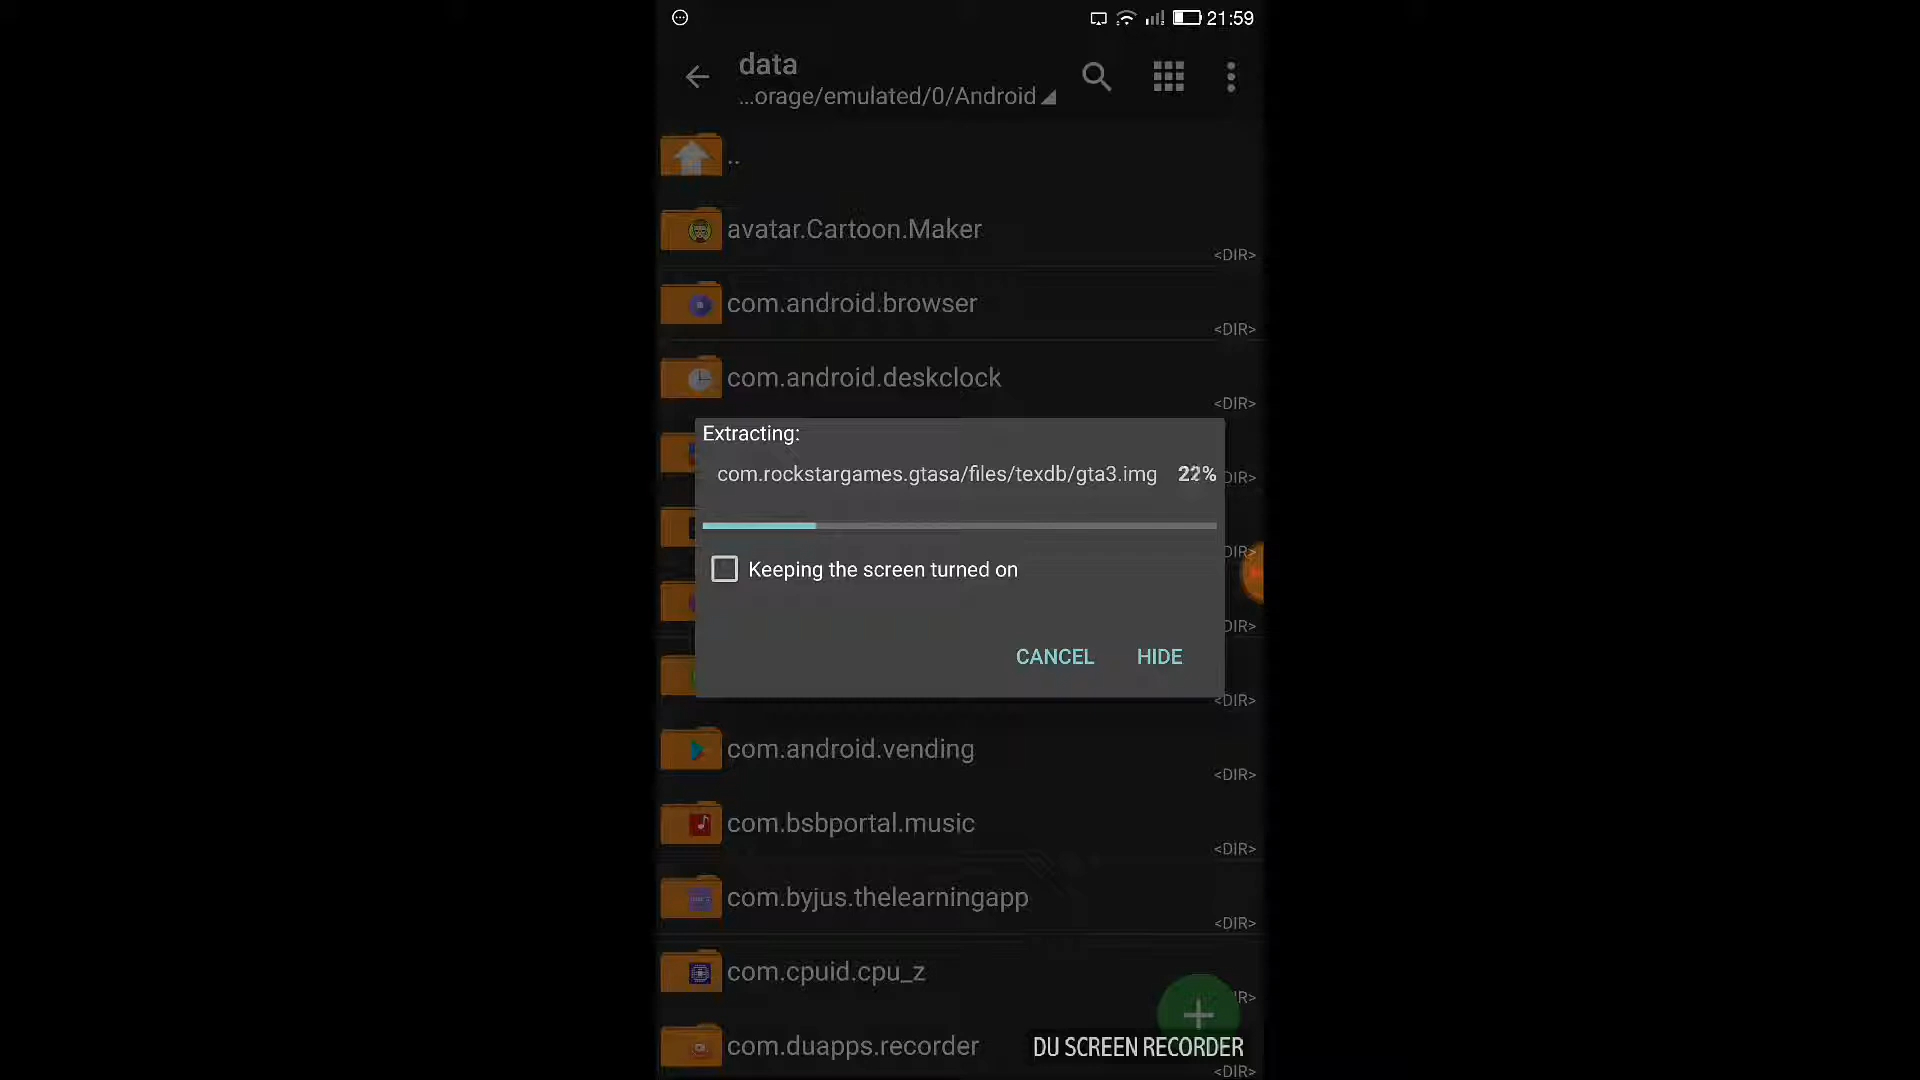 21:59
data
...orage/emulated/0/Android
..
avatar.Cartoon.Maker
<DIR>
com.android.browser
<DIR>
com.android.deskclock
<DIR>
Extracting:
com.rockstargames.gtasa/files/texdb/gta3.img 22%
DIR>
DIR>
Keeping the screen turned on
DIR>
CANCEL HIDE
<DIR>
com.android.vending
<DIR>
com.bsbportal.music
<DIR>
com.byjus.thelearningapp
<DIR>
com.cpuid.cpu_z
R>
com.duapps.recorder
DU SCREEN RECORDER
<DIR>